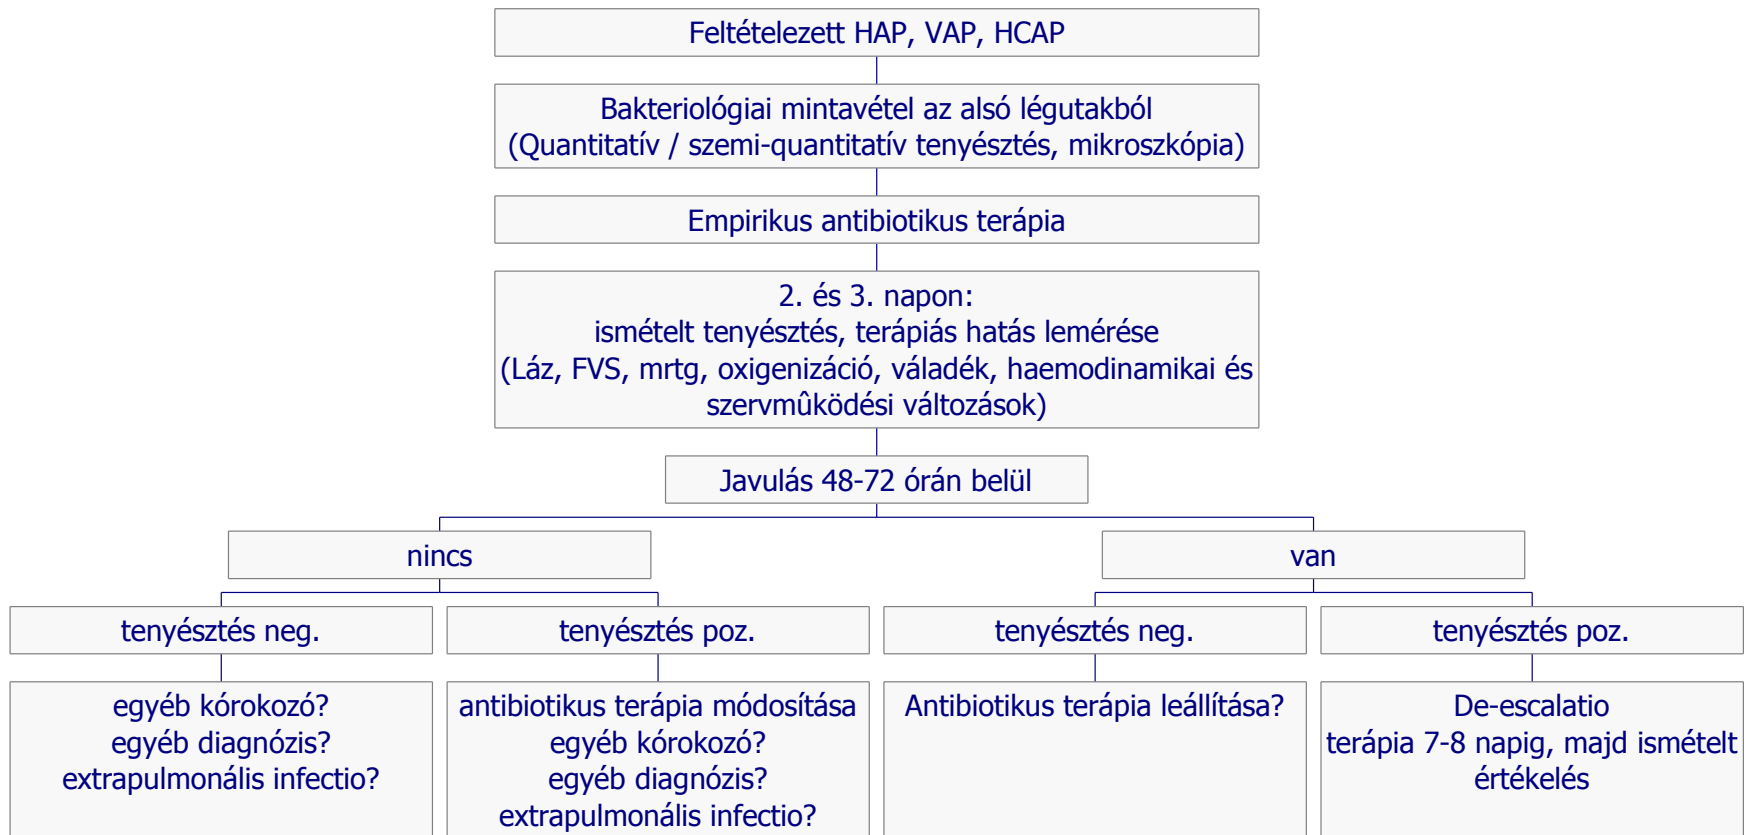 Feltételezett HAP, VAP, HCAP
Bakteriológiai mintavétel az alsó légutakból
(Quantitatív / szemi-quantitatív tenyésztés, mikroszkópia)
Empirikus antibiotikus terápia
2. és 3. napon:
ismételt tenyésztés, terápiás hatás lemérése
(Láz, FVS, mrtg, oxigenizáció, váladék, haemodinamikai és
szervmûködési változások)
Javulás 48-72 órán belül
nincs
van
tenyésztés neg.
tenyésztés poz.
tenyésztés neg.
tenyésztés poz.
egyéb kórokozó?
egyéb diagnózis?
extrapulmonális infectio?
antibiotikus terápia módosítása
egyéb kórokozó?
egyéb diagnózis?
extrapulmonális infectio?
Antibiotikus terápia leállítása?
De-escalatio
terápia 7-8 napig, majd ismételt
értékelés